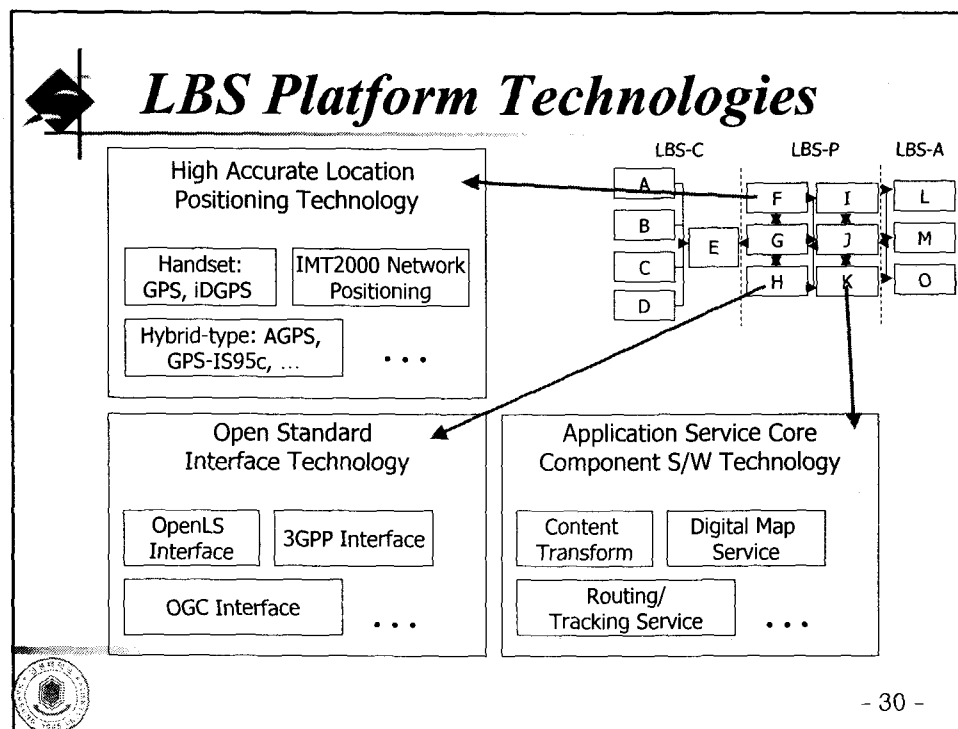 LBS Platform Technologies
High Accurate Location
Positioning Technology
Handset:
GPS, iDGPS
IMT2000 Network
Positioning
Hybrid-type: AGPS,
GPS-IS95c, ...
...
LBS-C
LBS-P
LBS-A
A
B
C
D
E
F
G
H
I
J
K
L
M
O
Open Standard
Interface Technology
OpenLS
Interface
3GPP Interface
OGC Interface
...
Application Service Core
Component S/W Technology
Content
Transform
Digital Map
Service
Routing/
Tracking Service
...
- 30 -